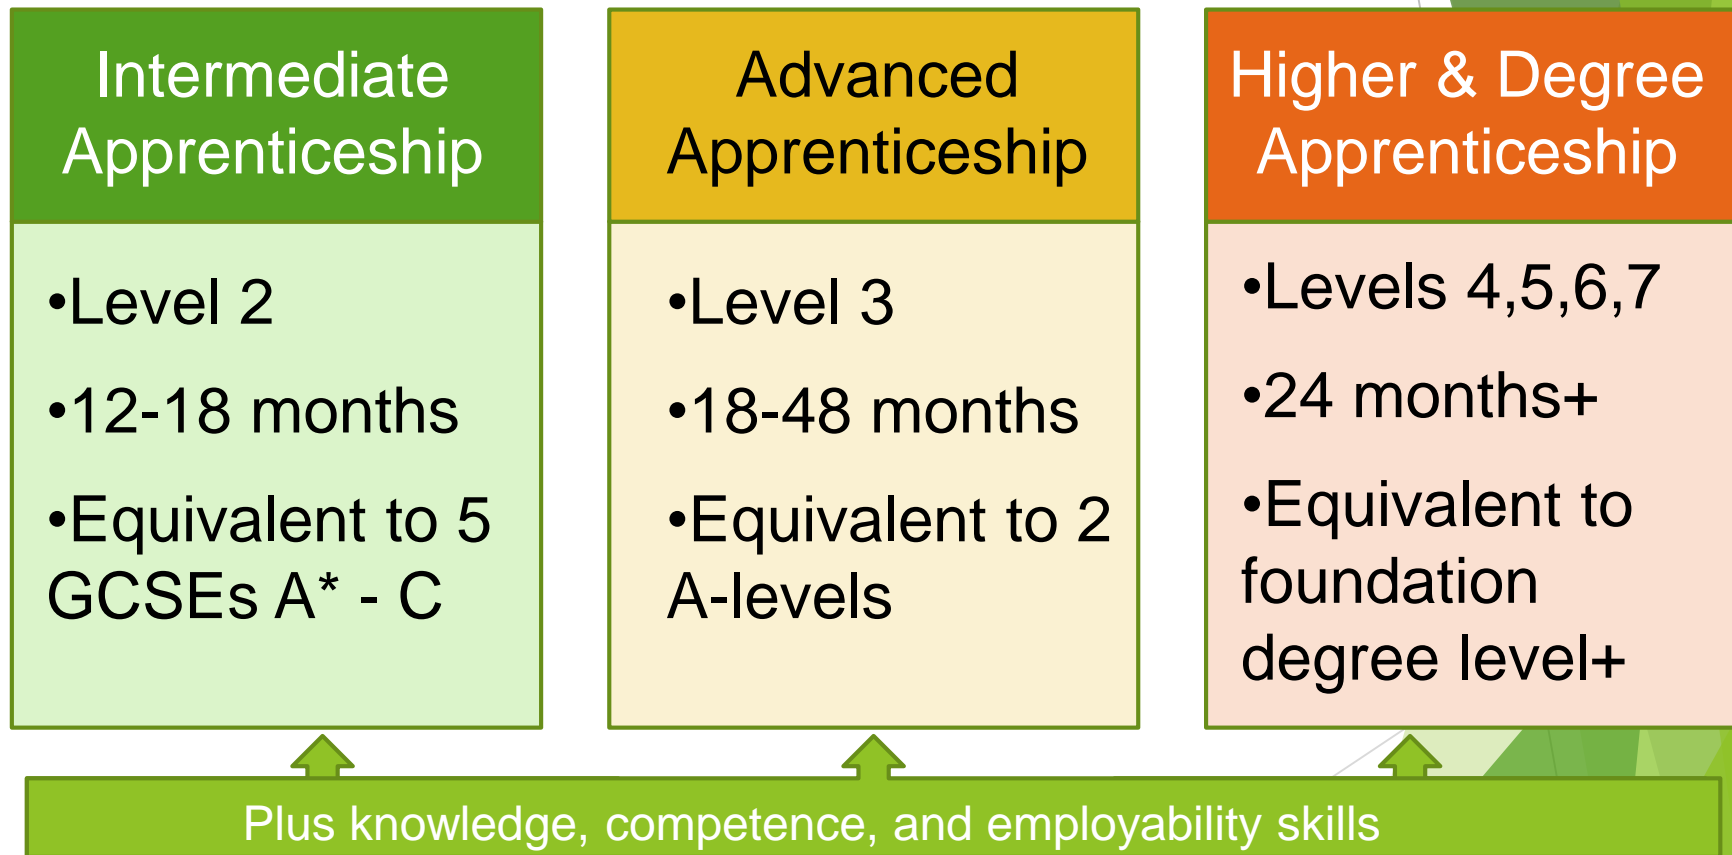 Intermediate
Apprenticeship
•Level 2
•12-18 months
•Equivalent to 5
GCSEs A* - C
Advanced
Apprenticeship
•Level 3
•18-48 months
•Equivalent to 2
A-levels
Higher & Degree
Apprenticeship
•Levels 4,5,6,7
•24 months+
•Equivalent to
foundation
degree level+
Plus knowledge, competence, and employability skills